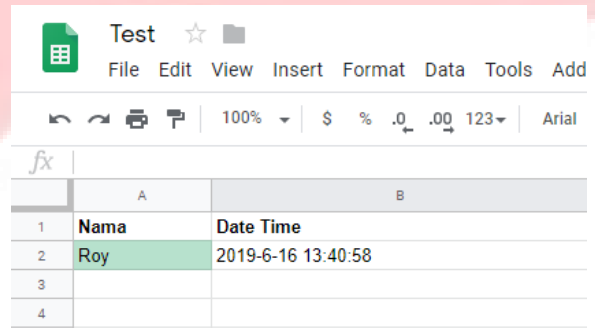 Test
File Edit View Insert Format Data Tools Add
100% $ % .0 .00 123 Arial
fx
A B
1 Nama Date Time
2 Roy 2019-6-16 13:40:58
3
4